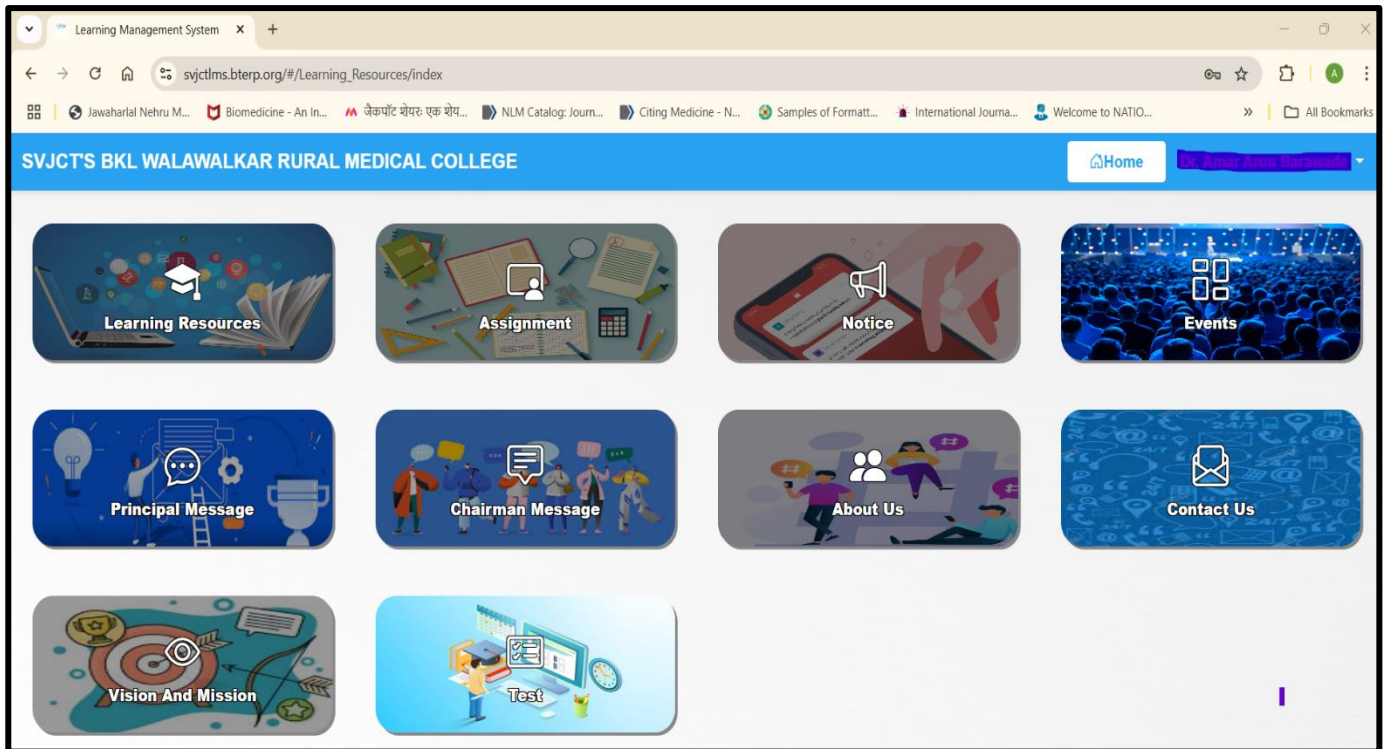 Learning Management System
svjctlms.bterp.org/#/Learning_Resources/index
A
Jawaharlal Nehru M... Biomedicine - An In... जैकपॉट शेयर: एक शेय... NLM Catalog: Journ... Citing Medicine - N... Samples of Formatt... International Journa... Welcome to NATIO... » All Bookmarks
SVJCT'S BKL WALAWALKAR RURAL MEDICAL COLLEGE Home
Learning Resources Assignment Notice Events
Principal Message Chairman Message About Us Contact Us
Vision And Mission Test